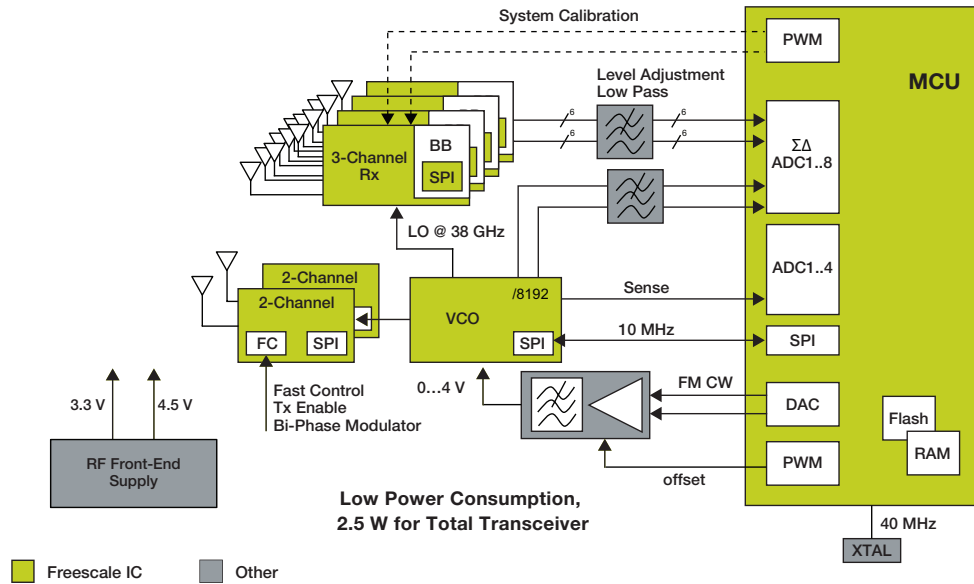 System Calibration
PWM
MCU
Level Adjustment
Low Pass
6
6
6
6
3-Channel
Rx
BB
SPI
ΣΔ
ADC1..8
LO @ 38 GHz
2-Channel
2-Channel
FC
SPI
/8192
VCO
SPI
Sense
ADC1..4
10 MHz
SPI
0...4 V
FM CW
DAC
Fast Control
Tx Enable
Bi-Phase Modulator
3.3 V
4.5 V
Flash
RAM
PWM
offset
RF Front-End
Supply
Low Power Consumption,
2.5 W for Total Transceiver
40 MHz
XTAL
Freescale IC
Other